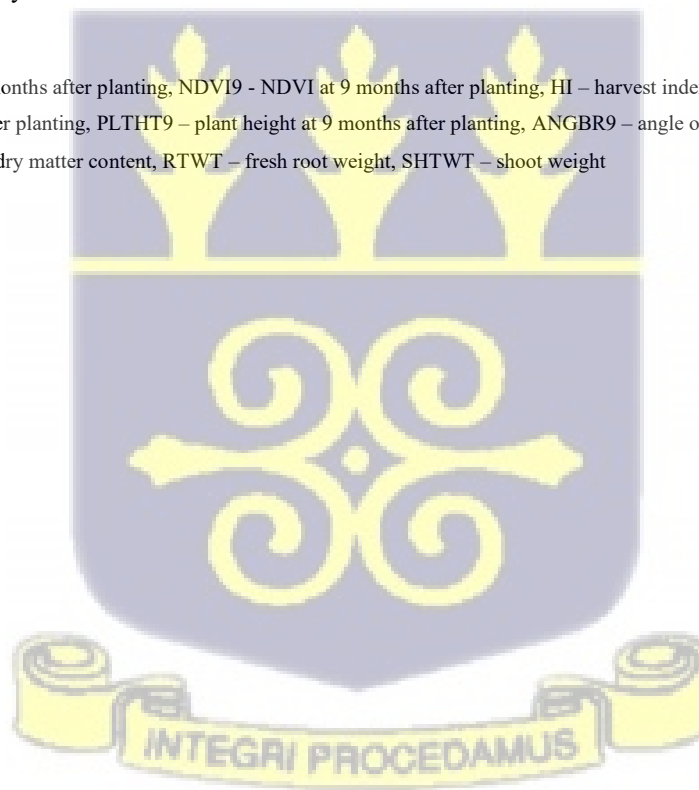 onths after planting, NDVI9 - NDVI at 9 months after planting, HI – harvest inde
er planting, PLTHT9 – plant height at 9 months after planting, ANGBR9 – angle o
dry matter content, RTWT – fresh root weight, SHTWT – shoot weight
INTEGRI PROCEDAMUS